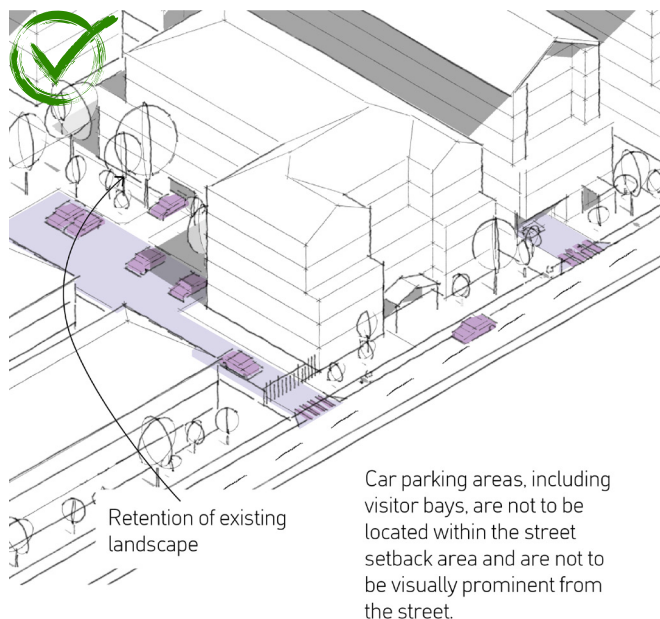 Retention of existing
landscape
Car parking areas, including
visitor bays, are not to be
located within the street
setback area and are not to
be visually prominent from
the street.